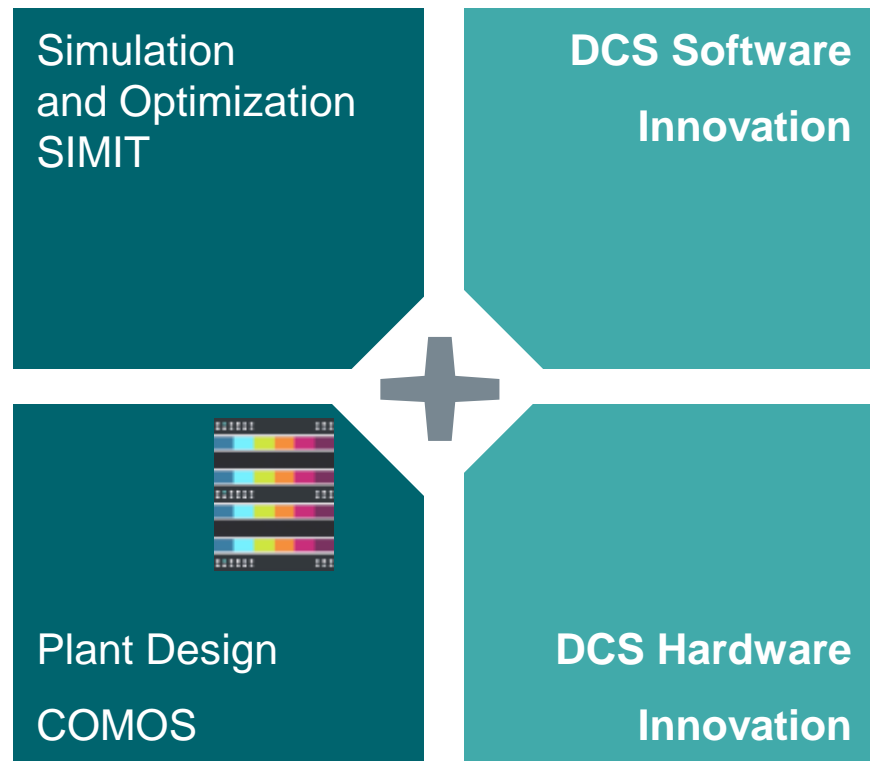 Simulation
and Optimization
SIMIT
DCS Software
Innovation
Plant Design
COMOS
DCS Hardware
Innovation